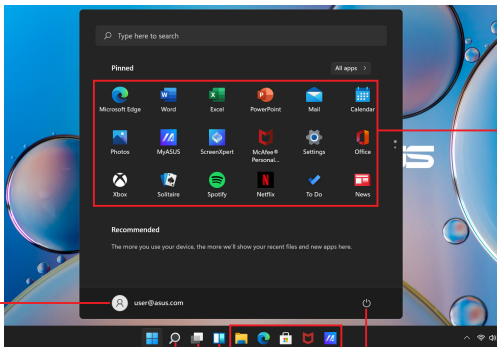 Type here to search
Pinned
All apps >
Microsoft Edge Word Excel PowerPoint Mail Calendar
Photos MyASUS ScreenXpert McAfee® Personal... Settings Office
Xbox Solitaire Spotify Netflix To Do News
Recommended
The more you use your device, the more we'll show your recent files and new apps here.
user@asus.com